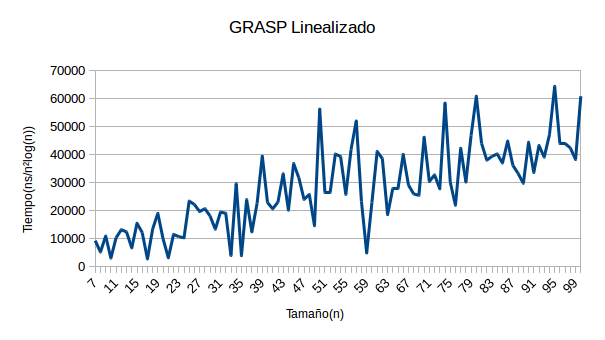 GRASP Linealizado
Tiempo(ns/n²log(n))
70000
60000
50000
40000
30000
20000
10000
0
7 11 15 19 23 27 31 35 39 43 47 51 55 59 63 67 71 75 79 83 87 91 95 99
Tamaño(n)